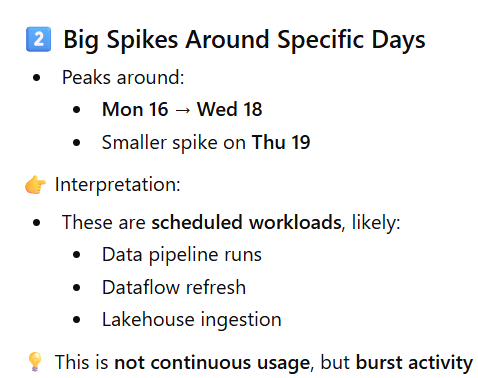 2️⃣ Big Spikes Around Specific Days
• Peaks around:
• Mon 16 → Wed 18
• Smaller spike on Thu 19
👉 Interpretation:
• These are scheduled workloads, likely:
• Data pipeline runs
• Dataflow refresh
• Lakehouse ingestion
💡 This is not continuous usage, but burst activity